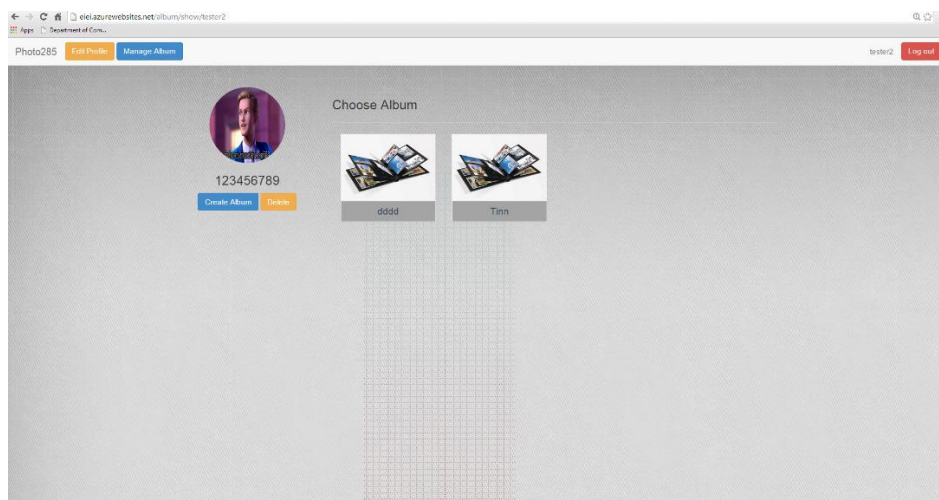 eiei.azurewebsites.net/album/show/tester2
Apps Department of Com...
Photo285 Edit Profile Manage Album tester2 Log out
Choose Album
123456789
Create Album Delete
dddd Tinn